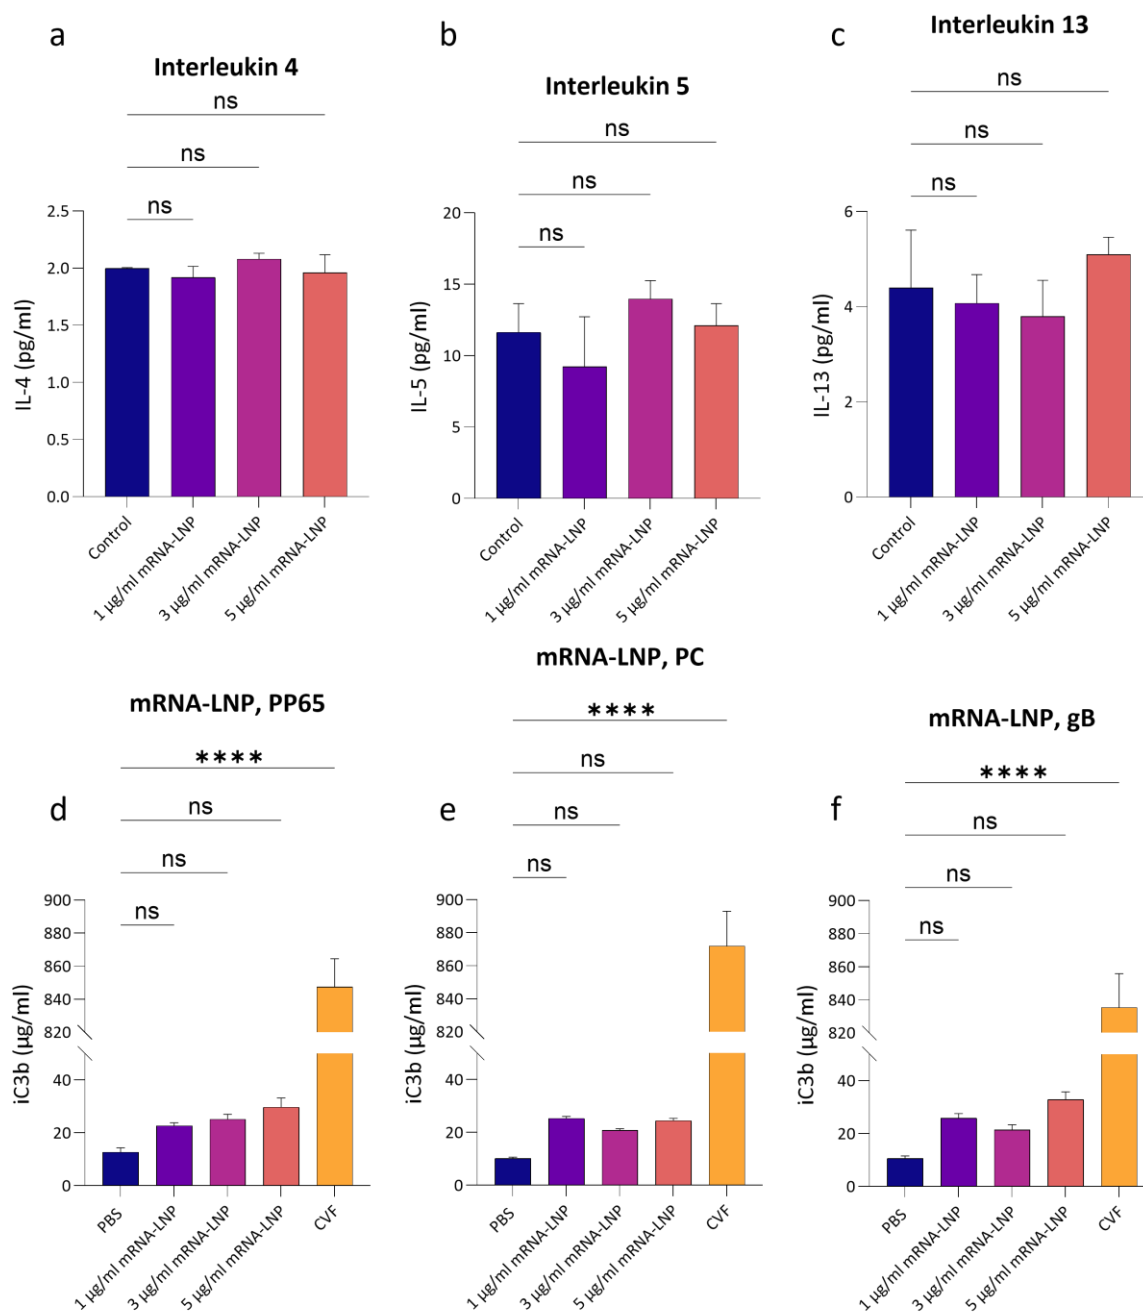 a
Interleukin 4
ns
ns
ns
2.5
2.0
1.5
1.0
0.5
0.0
IL-4 (pg/ml)
Control
1 µg/ml mRNA-LNP
3 µg/ml mRNA-LNP
5 µg/ml mRNA-LNP
b
Interleukin 5
ns
ns
ns
20
15
10
5
0
IL-5 (pg/ml)
Control
1 µg/ml mRNA-LNP
3 µg/ml mRNA-LNP
5 µg/ml mRNA-LNP
c
Interleukin 13
ns
ns
ns
6
4
2
0
IL-13 (pg/ml)
Control
1 µg/ml mRNA-LNP
3 µg/ml mRNA-LNP
5 µg/ml mRNA-LNP
d
mRNA-LNP, PP65
****
ns
ns
ns
900
880
860
840
820
40
20
0
iC3b (µg/ml)
PBS
1 µg/ml mRNA-LNP
3 µg/ml mRNA-LNP
5 µg/ml mRNA-LNP
CVF
e
mRNA-LNP, PC
****
ns
ns
ns
900
880
860
840
820
40
20
0
iC3b (µg/ml)
PBS
1 µg/ml mRNA-LNP
3 µg/ml mRNA-LNP
5 µg/ml mRNA-LNP
CVF
f
mRNA-LNP, gB
****
ns
ns
ns
900
880
860
840
820
40
20
0
iC3b (µg/ml)
PBS
1 µg/ml mRNA-LNP
3 µg/ml mRNA-LNP
5 µg/ml mRNA-LNP
CVF